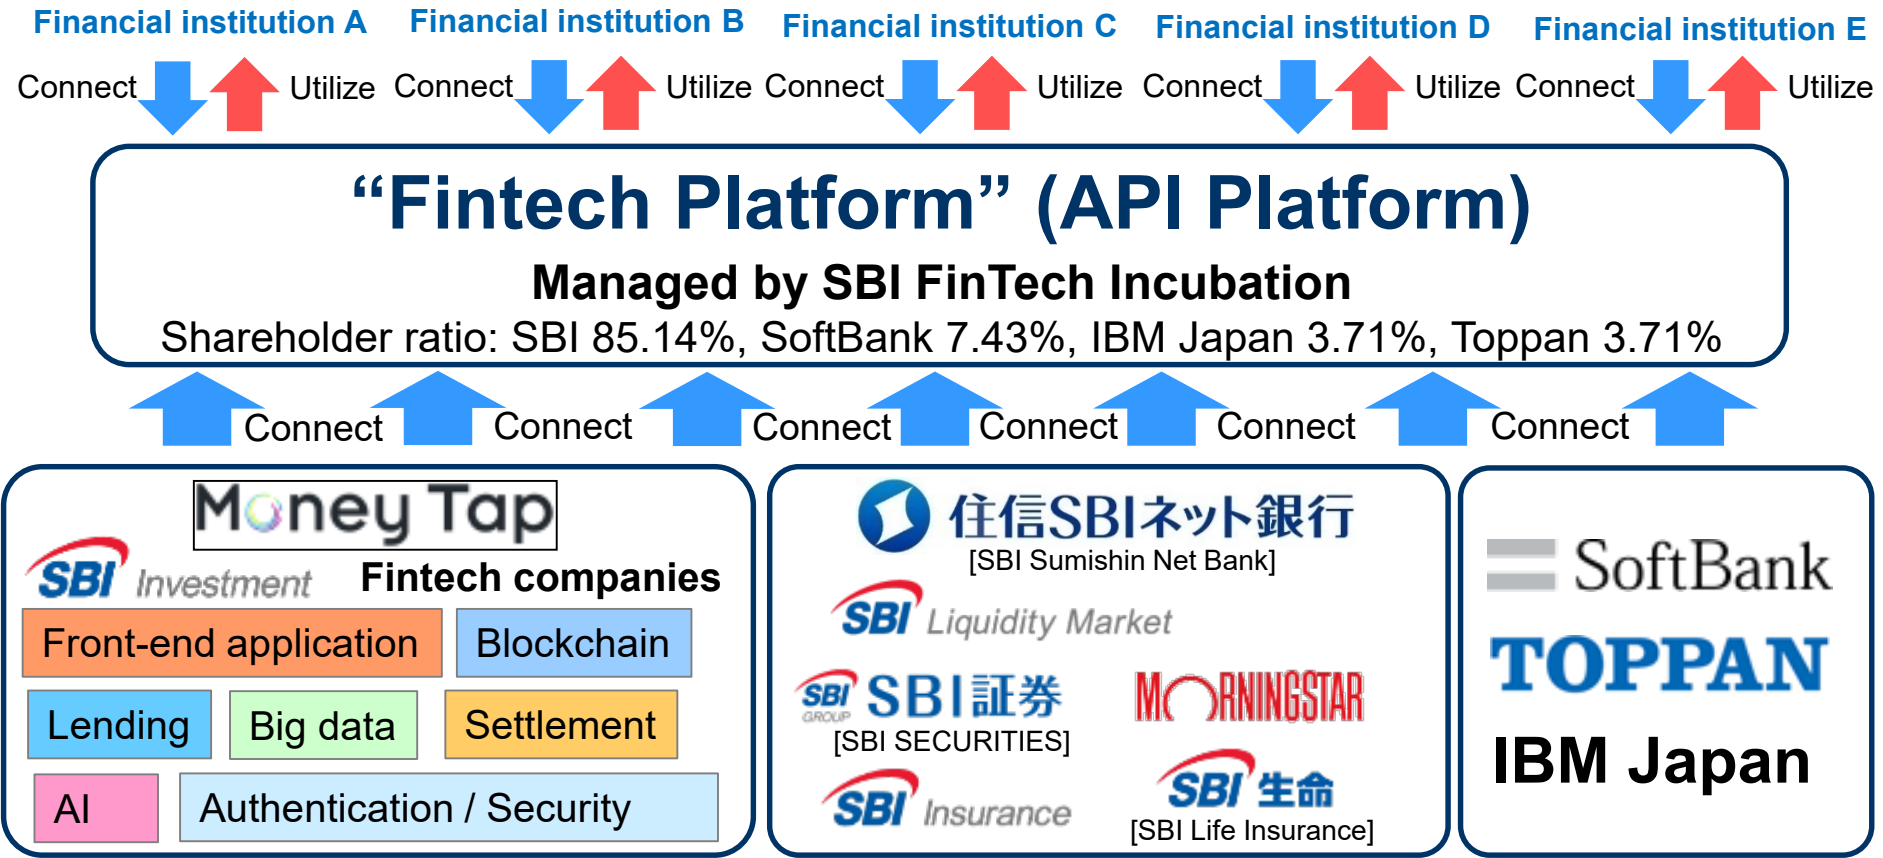 Financial institution A
Financial institution B
Financial institution C
Financial institution D
Financial institution E
Connect Utilize Connect Utilize Connect Utilize Connect Utilize Connect Utilize
“Fintech Platform” (API Platform)
Managed by SBI FinTech Incubation
Shareholder ratio: SBI 85.14%, SoftBank 7.43%, IBM Japan 3.71%, Toppan 3.71%
Connect Connect Connect Connect Connect Connect
Money Tap
SBI Investment
Fintech companies
Front-end application
Blockchain
Lending
Big data
Settlement
AI
Authentication / Security
住信SBIネット銀行
[SBI Sumishin Net Bank]
SBI Liquidity Market
SBI GROUP SBI証券
[SBI SECURITIES]
MORNINGSTAR
SBI Insurance
SBI生命
[SBI Life Insurance]
SoftBank
TOPPAN
IBM Japan